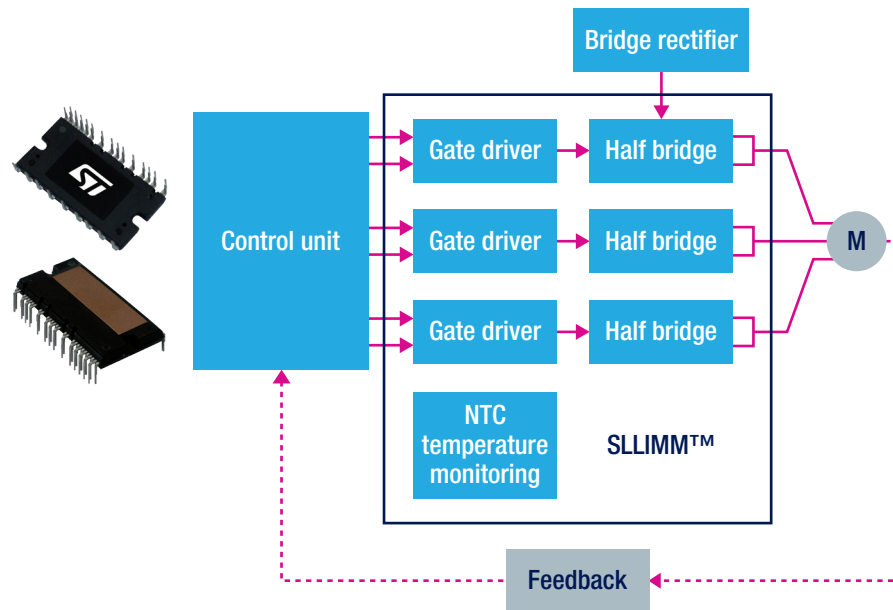 Bridge rectifier
ST
Control unit
Gate driver
Half bridge
Gate driver
Half bridge
M
Gate driver
Half bridge
NTC
temperature
monitoring
SLLIMM™
Feedback